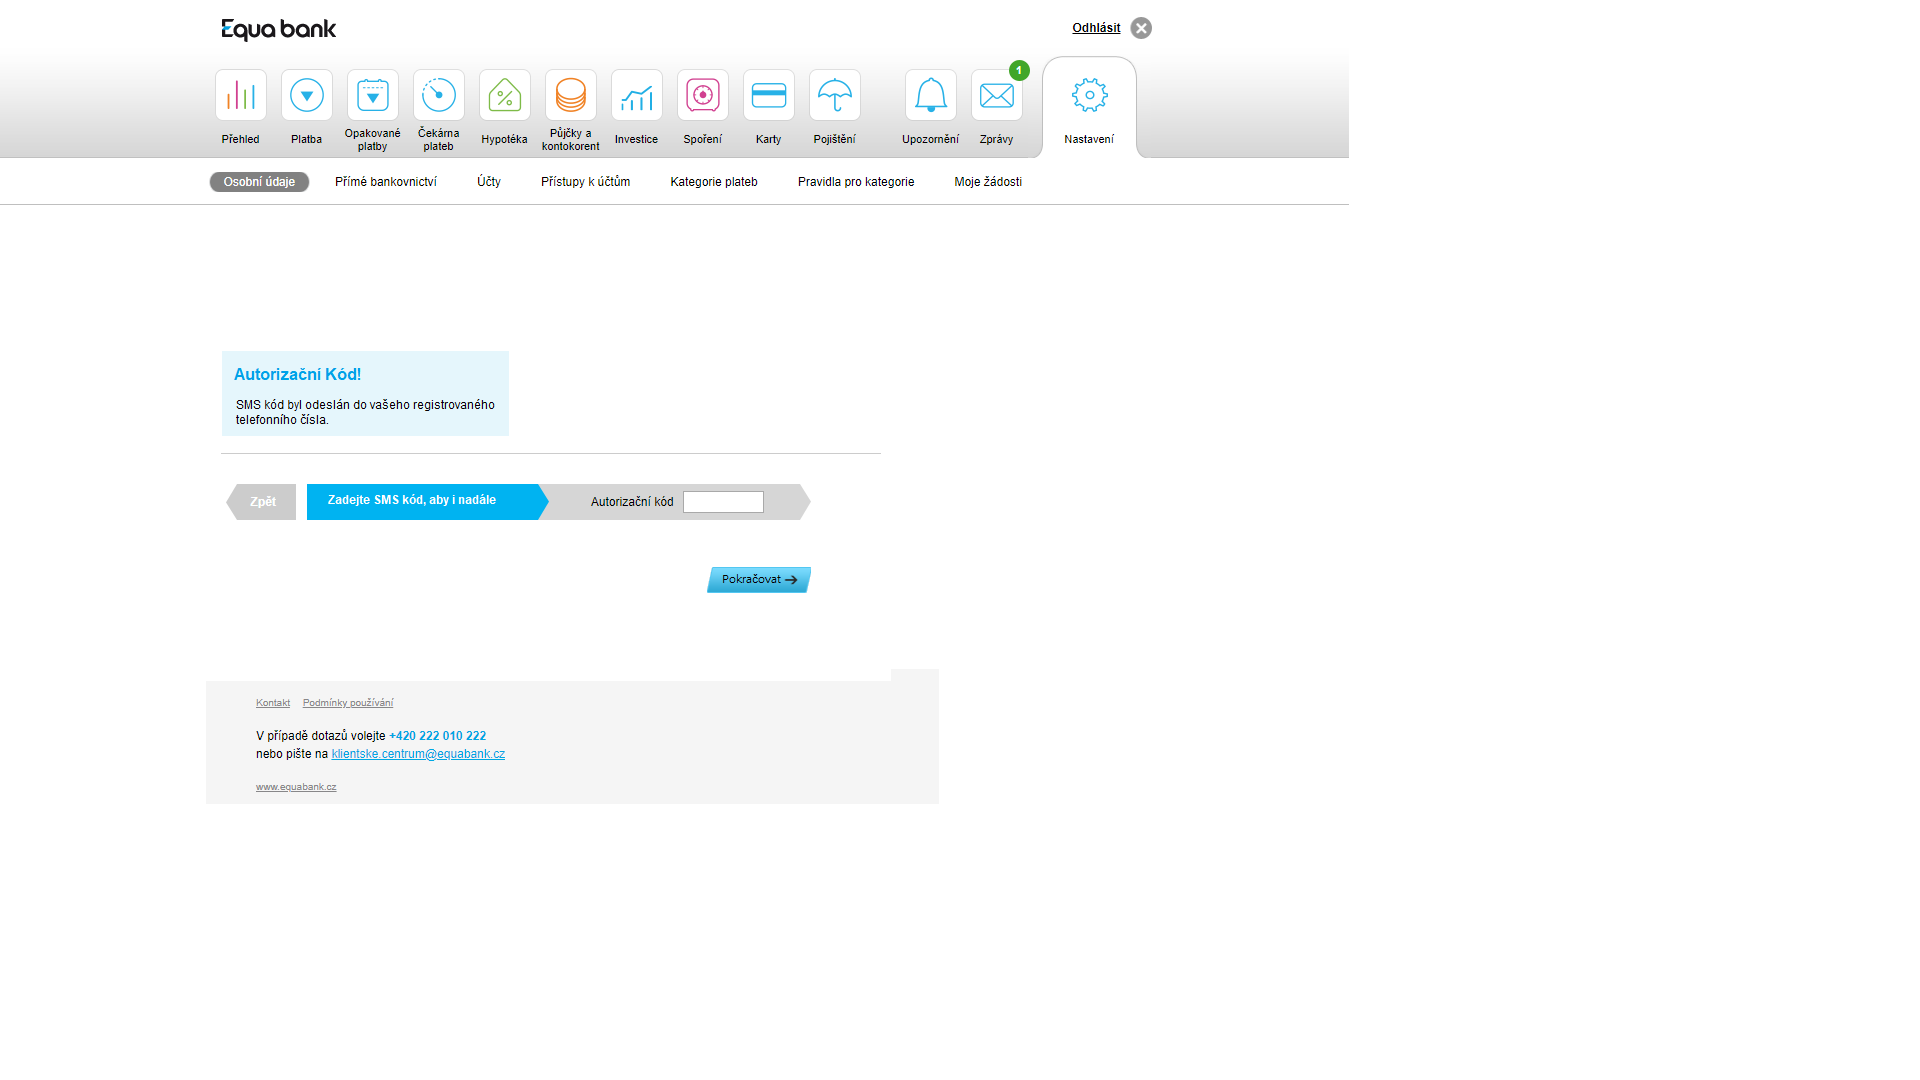 Equa bank
Odhlásit
1
Přehled
Platba
Opakované
platby
Čekárna
plateb
Hypotéka
Půjčky a
kontokorent
Investice
Spoření
Karty
Pojištění
Upozornění
Zprávy
Nastavení
Osobní údaje
Přímé bankovnictví
Účty
Přístupy k účtům
Kategorie plateb
Pravidla pro kategorie
Moje žádosti
Autorizační Kód!
SMS kód byl odeslán do vašeho registrovaného
telefonního čísla.
Zpět
Zadejte SMS kód, aby i nadále
Autorizační kód
Pokračovat
Kontakt
Podmínky používání
V případě dotazů volejte +420 222 010 222
nebo pište na klientske.centrum@equabank.cz
www.equabank.cz